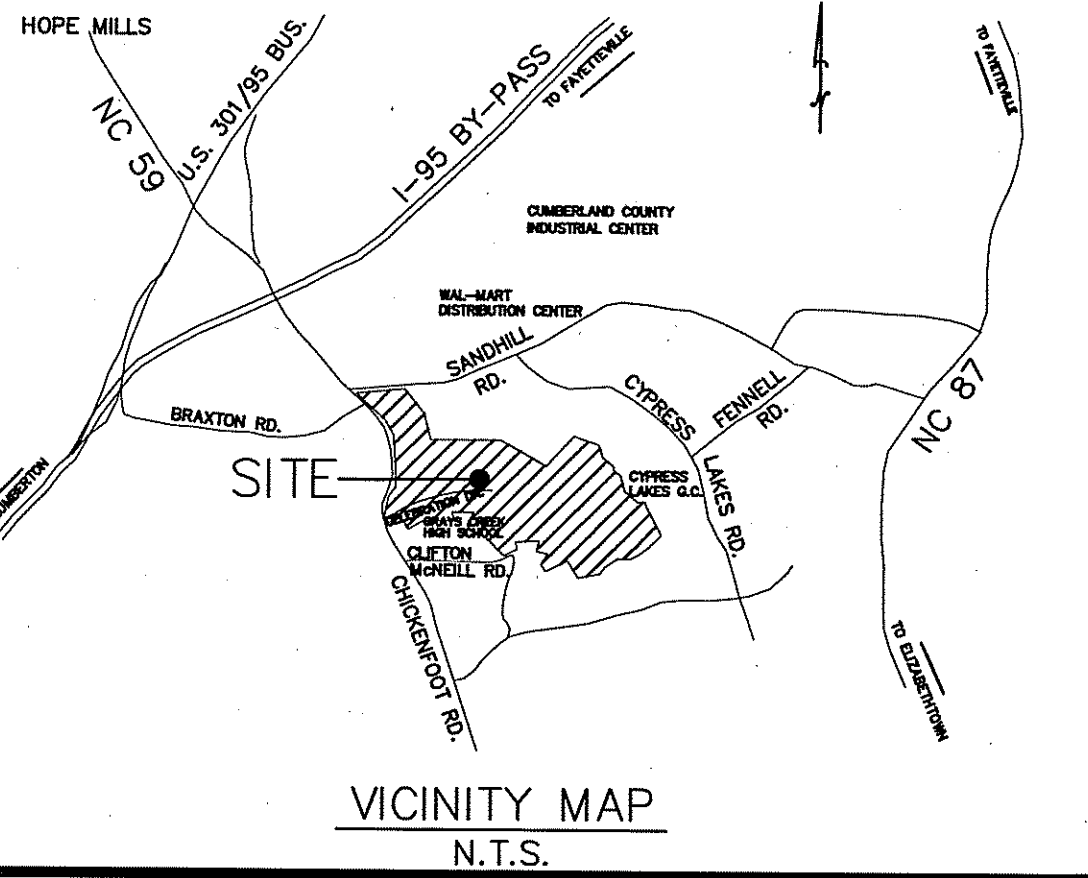 HOPE MILLS
NC 59
U.S. 301/95 BUS.
I-95 BY-PASS
TO FAYETTEVILLE
TO FAYETTEVILLE
CUMBERLAND COUNTY
INDUSTRIAL CENTER
WAL-MART
DISTRIBUTION CENTER
SANDHILL
RD.
CYPRESS
LAKES RD.
FENNELL
RD.
NC 87
BRAXTON RD.
SITE
CYPRESS
LAKES G.C.
CELEBRATION DR.
GRAYS CREEK
HIGH SCHOOL
CLIFTON
McNEILL RD.
CHICKENFOOT RD.
TO ELIZABETHTOWN
VICINITY MAP
N.T.S.